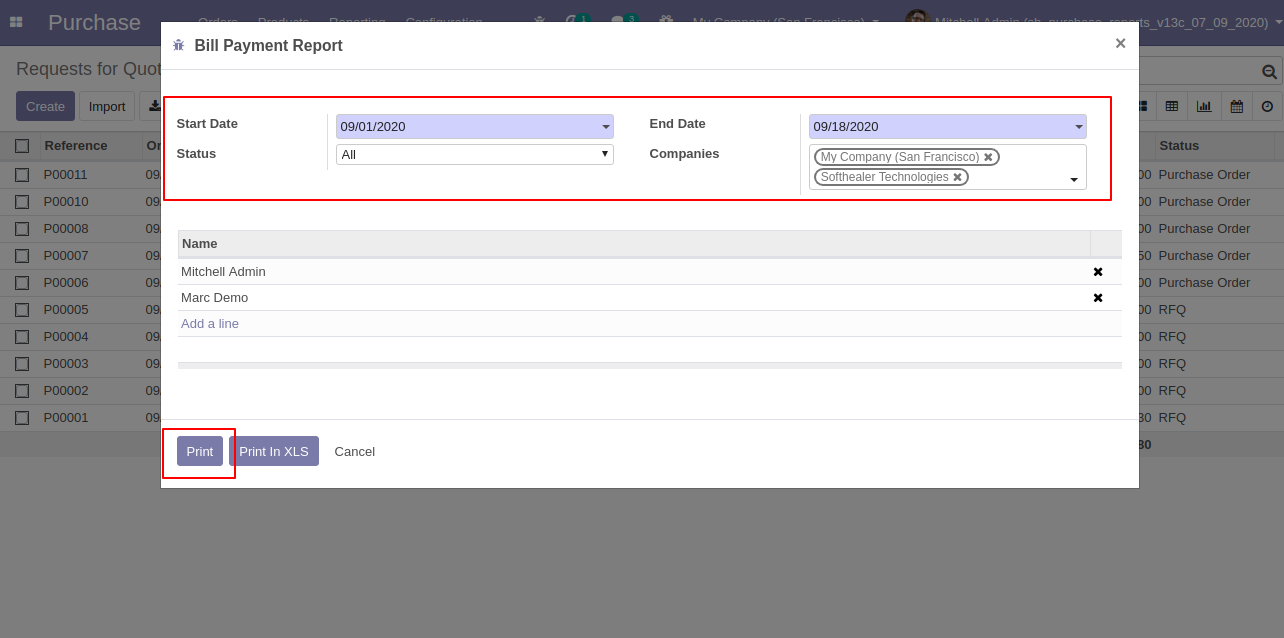 Purchase
Orders Products Reporting Configuration 1 3 My Company (San Francisco) Mitchell Admin (sh_purchase_reports_v13c_07_09_2020)
Bill Payment Report
×
Requests for Quot
Create Import
Start Date 09/01/2020 End Date 09/18/2020
Status All Companies My Company (San Francisco)
Softhealer Technologies
Reference Or Status
P00011 09/ 00 Purchase Order
P00010 09/ 00 Purchase Order
P00008 09/ 00 Purchase Order
P00007 09/ 50 Purchase Order
P00006 09/ 00 Purchase Order
P00005 09/ 00 RFQ
P00004 09/ 00 RFQ
P00003 09/ 00 RFQ
P00002 09/ 00 RFQ
P00001 09/ 30 RFQ
30
Name
Mitchell Admin
Marc Demo
Add a line
Print Print In XLS Cancel